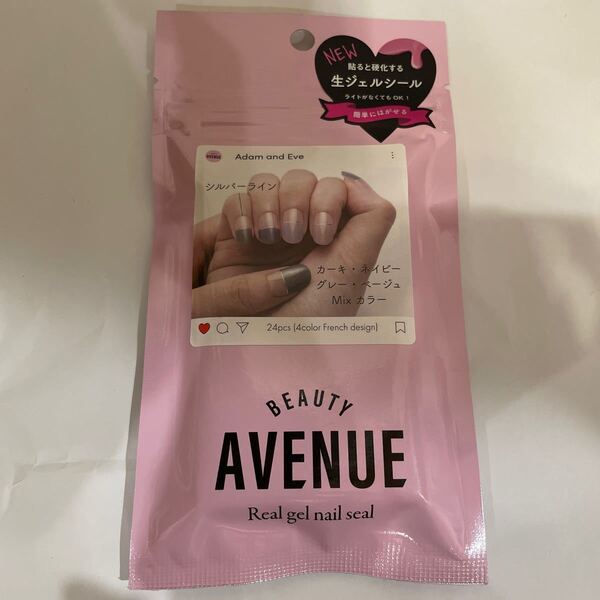 NEW
貼ると硬化する
生ジェルシール
ライトがなくてもOK！
簡単にはがせる
AVENUE
Adam and Eve
シルバーライン
カーキ・ネイビー
グレー・ベージュ
Mix カラー
24pcs (4color French design)
BEAUTY
AVENUE
Real gel nail seal